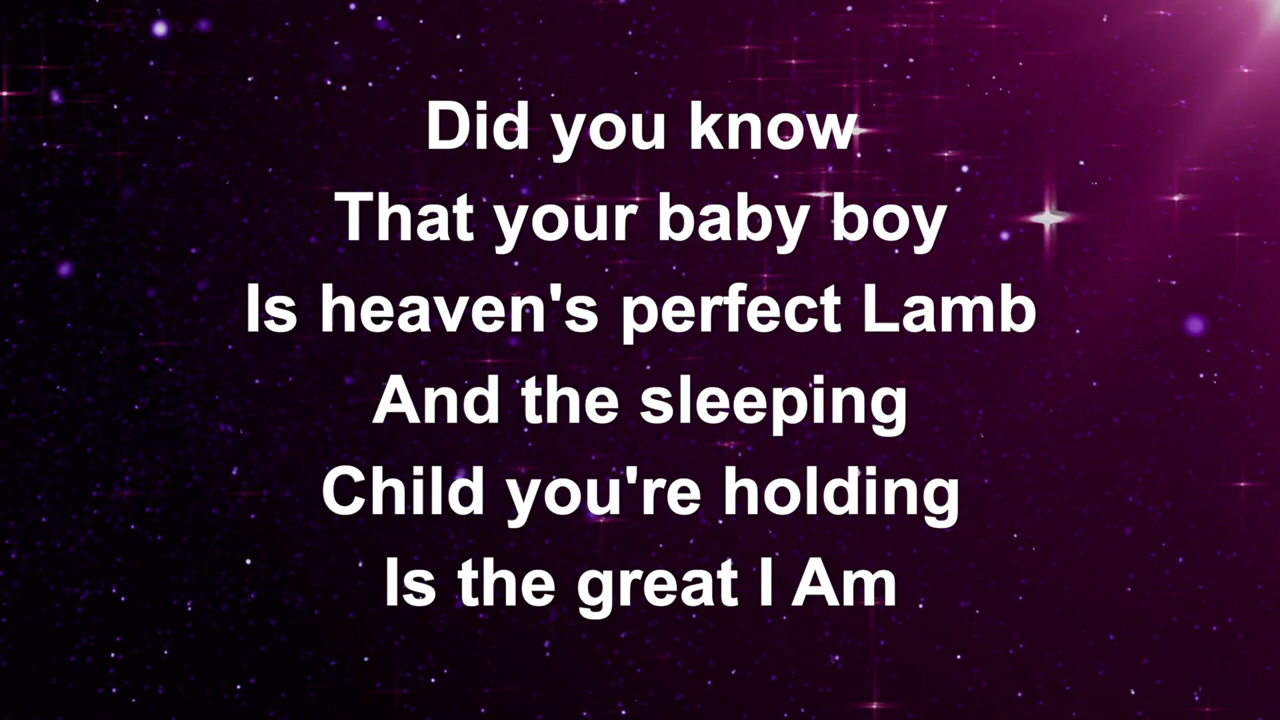 Did you know
That your baby boy
Is heaven's perfect Lamb
And the sleeping
Child you're holding
Is the great I Am